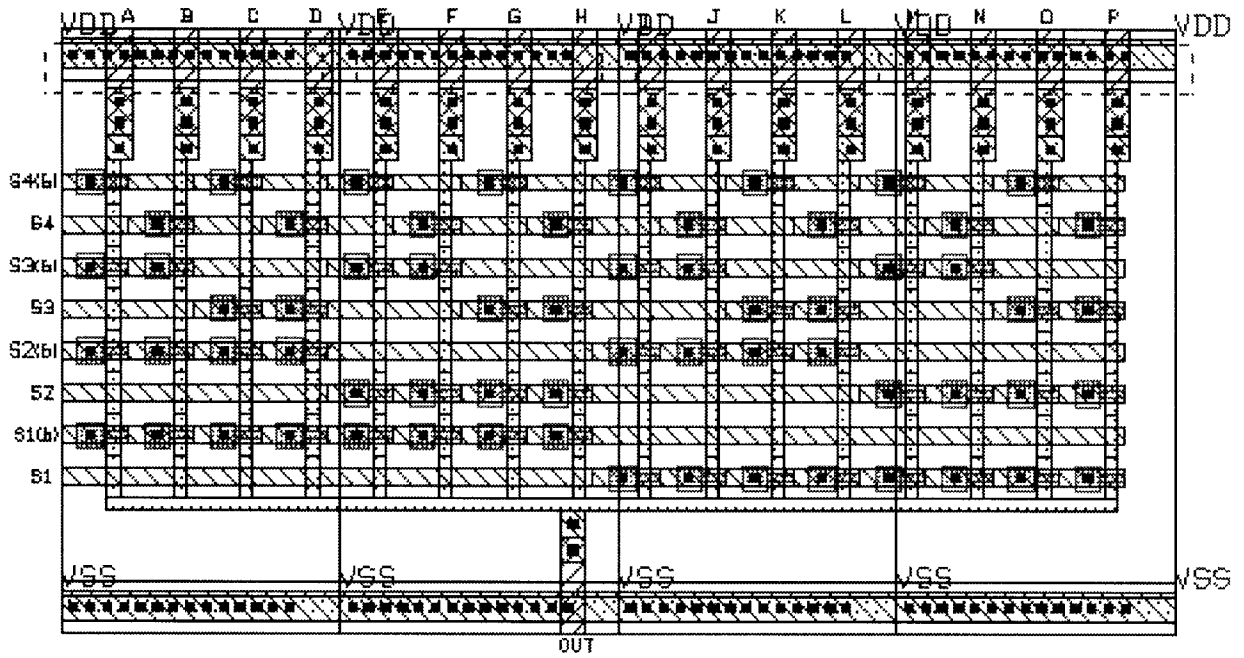 A B C D E F G H I J K L M N O P
VDD VDD VDD VDD VDD
S4(b)
S4
S3(b)
S3
S2(b)
S2
S1(b)
S1
VSS VSS VSS VSS VSS
OUT